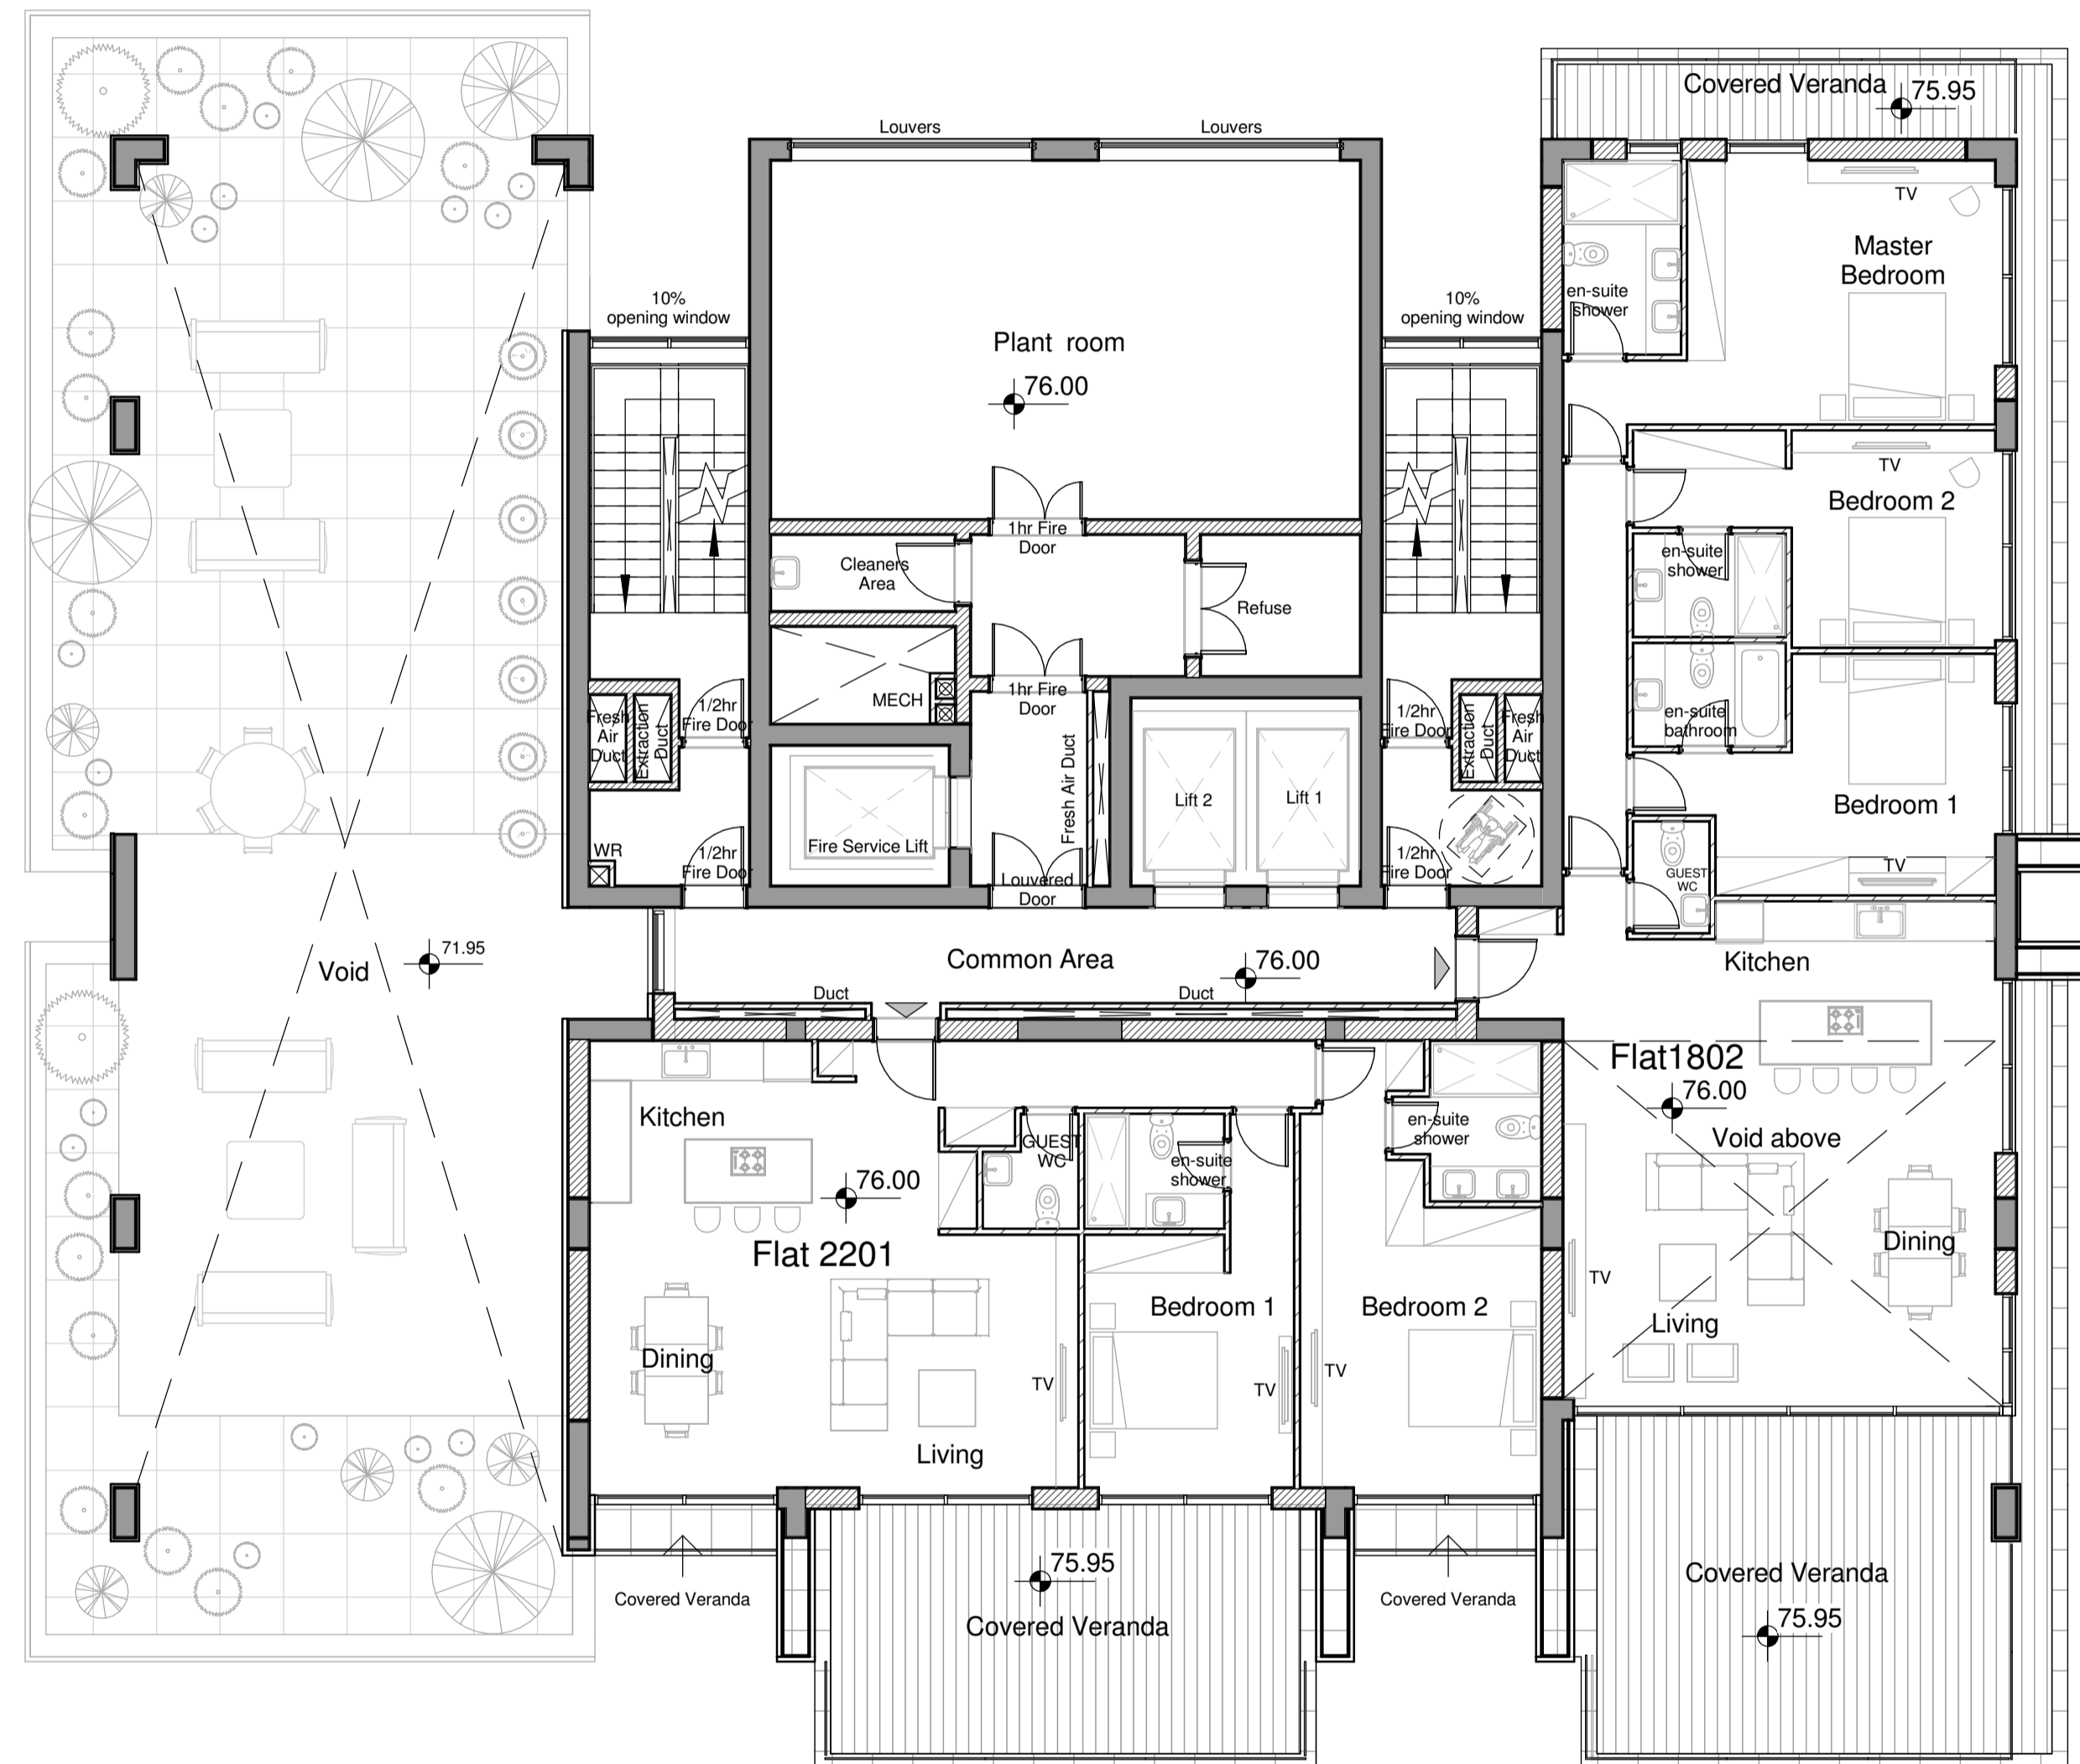 Covered Veranda
75.95
Louvers
Louvers
TV
Master
Bedroom
en-suite
shower
10%
opening window
10%
opening window
Plant room
76.00
TV
Bedroom 2
1hr Fire
Door
Cleaners
Area
Refuse
en-suite
shower
MECH
1hr Fire
Door
1/2hr
Fire Door
1/2hr
Fire Door
Fresh
Air
Duct
Extraction
Duct
Extraction
Duct
Fresh
Air
Duct
en-suite
bathroom
Fresh Air Duct
Lift 2
Lift 1
Bedroom 1
Fire Service Lift
WR
1/2hr
Fire Door
1/2hr
Fire Door
Louvered
Door
TV
GUEST
WC
Void
71.95
Common Area
76.00
Kitchen
Duct
Duct
Flat1802
76.00
Kitchen
GUEST
WC
en-suite
shower
en-suite
shower
Void above
76.00
Flat 2201
Dining
TV
Bedroom 1
Bedroom 2
Living
Dining
TV
TV
TV
Living
75.95
Covered Veranda
Covered Veranda
Covered Veranda
Covered Veranda
75.95